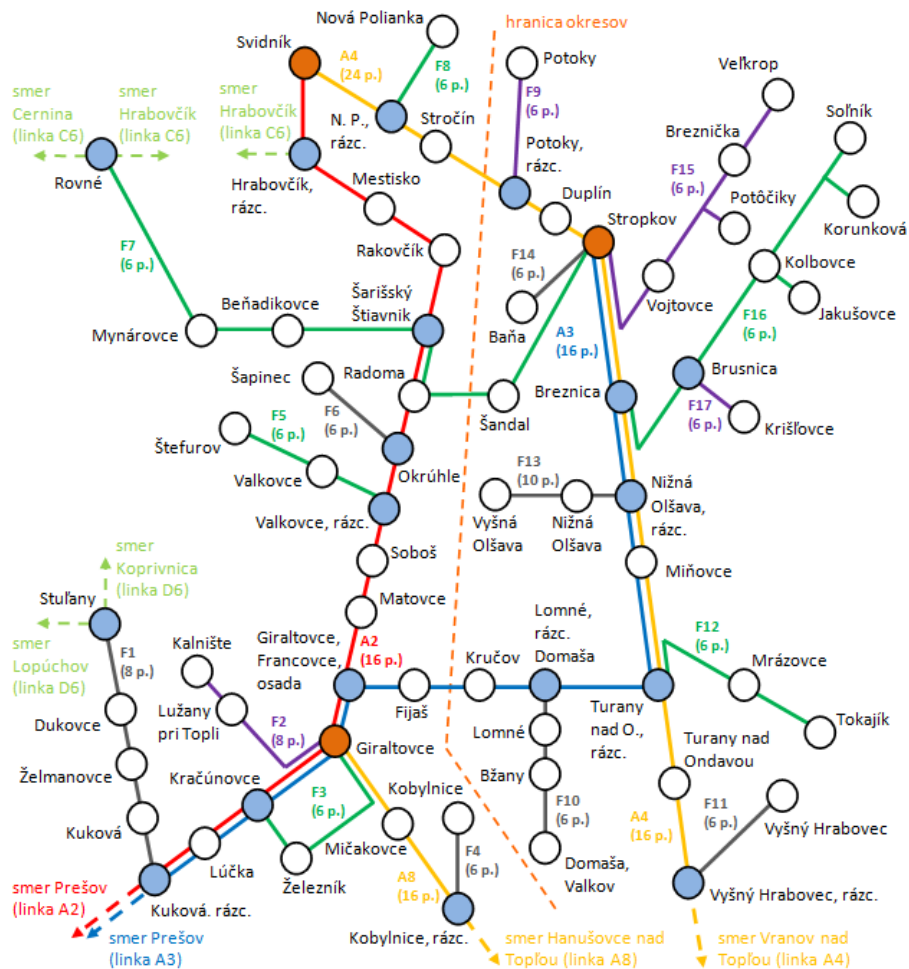 Nová Polianka
hranica okresov
Svidník
A4
(24 p.)
F8
(6 p.)
Potoky
Veľkrop
smer
Cernina
(linka C6)
smer
Hrabovčík
(linka C6)
smer
Hrabovčík
(linka C6)
N. P.,
rázc.
Stročín
F9
(6 p.)
Potoky,
rázc.
Breznička
Soľník
Rovné
Hrabovčík,
rázc.
Mestisko
Duplín
F15
(6 p.)
Potôčiky
Stropkov
Korunková
Rakovčík
F7
(6 p.)
F14
(6 p.)
Kolbovce
Beňadikovce
Šarišský
Štiavnik
Vojtovce
Jakušovce
Mynárovce
Baňa
A3
(16 p.)
F16
(6 p.)
Šapinec
Radoma
Brusnica
Breznica
F6
(6 p.)
Šandal
F17
(6 p.)
Krišľovce
F5
(6 p.)
Štefurov
Okrúhle
Valkovce
F13
(10 p.)
Nižná
Olšava,
rázc.
Valkovce, rázc.
Vyšná
Olšava
Nižná
Olšava
smer
Koprivnica
(linka D6)
Soboš
Miňovce
Stuľany
Matovce
smer
Lopúchov
(linka D6)
F1
(8 p.)
Kalnište
Giraltovce,
Francovce,
osada
A2
(16 p.)
Lomné,
rázc.
Domaša
F12
(6 p.)
Kručov
Mrázovce
Dukovce
Lužany
pri Topli
F2
(8 p.)
Fijaš
Turany
nad O.,
rázc.
Tokajík
Lomné
Želmanovce
Giraltovce
Turany nad
Ondavou
Kračúnovce
Kobylnice
Bžany
F3
(6 p.)
F11
(6 p.)
Kuková
F10
(6 p.)
A4
(16 p.)
Vyšný Hrabovec
Mičakovce
F4
(6 p.)
Lúčka
Železník
A8
(16 p.)
Domaša,
Valkov
smer Prešov
(linka A2)
Kuková. rázc.
Vyšný Hrabovec, rázc.
smer Prešov
(linka A3)
Kobylnice, rázc.
smer Hanušovce nad
Topľou (linka A8)
smer Vranov nad
Topľou (linka A4)